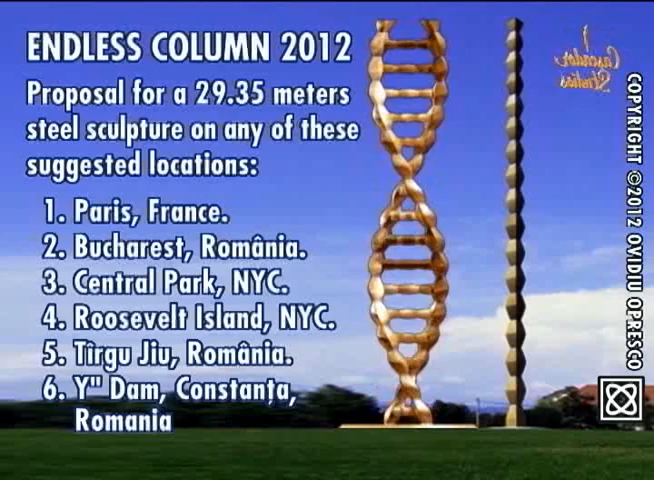 ENDLESS COLUMN 2012
Proposal for a 29.35 meters
steel sculpture on any of these
suggested locations:
1. Paris, France.
2. Bucharest, România.
3. Central Park, NYC.
4. Roosevelt Island, NYC.
5. Tîrgu Jiu, România.
6. Y" Dam, Constanța,
Romania
Cascador
Studios
COPYRIGHT ©2012 OVIDIU OPRESCO